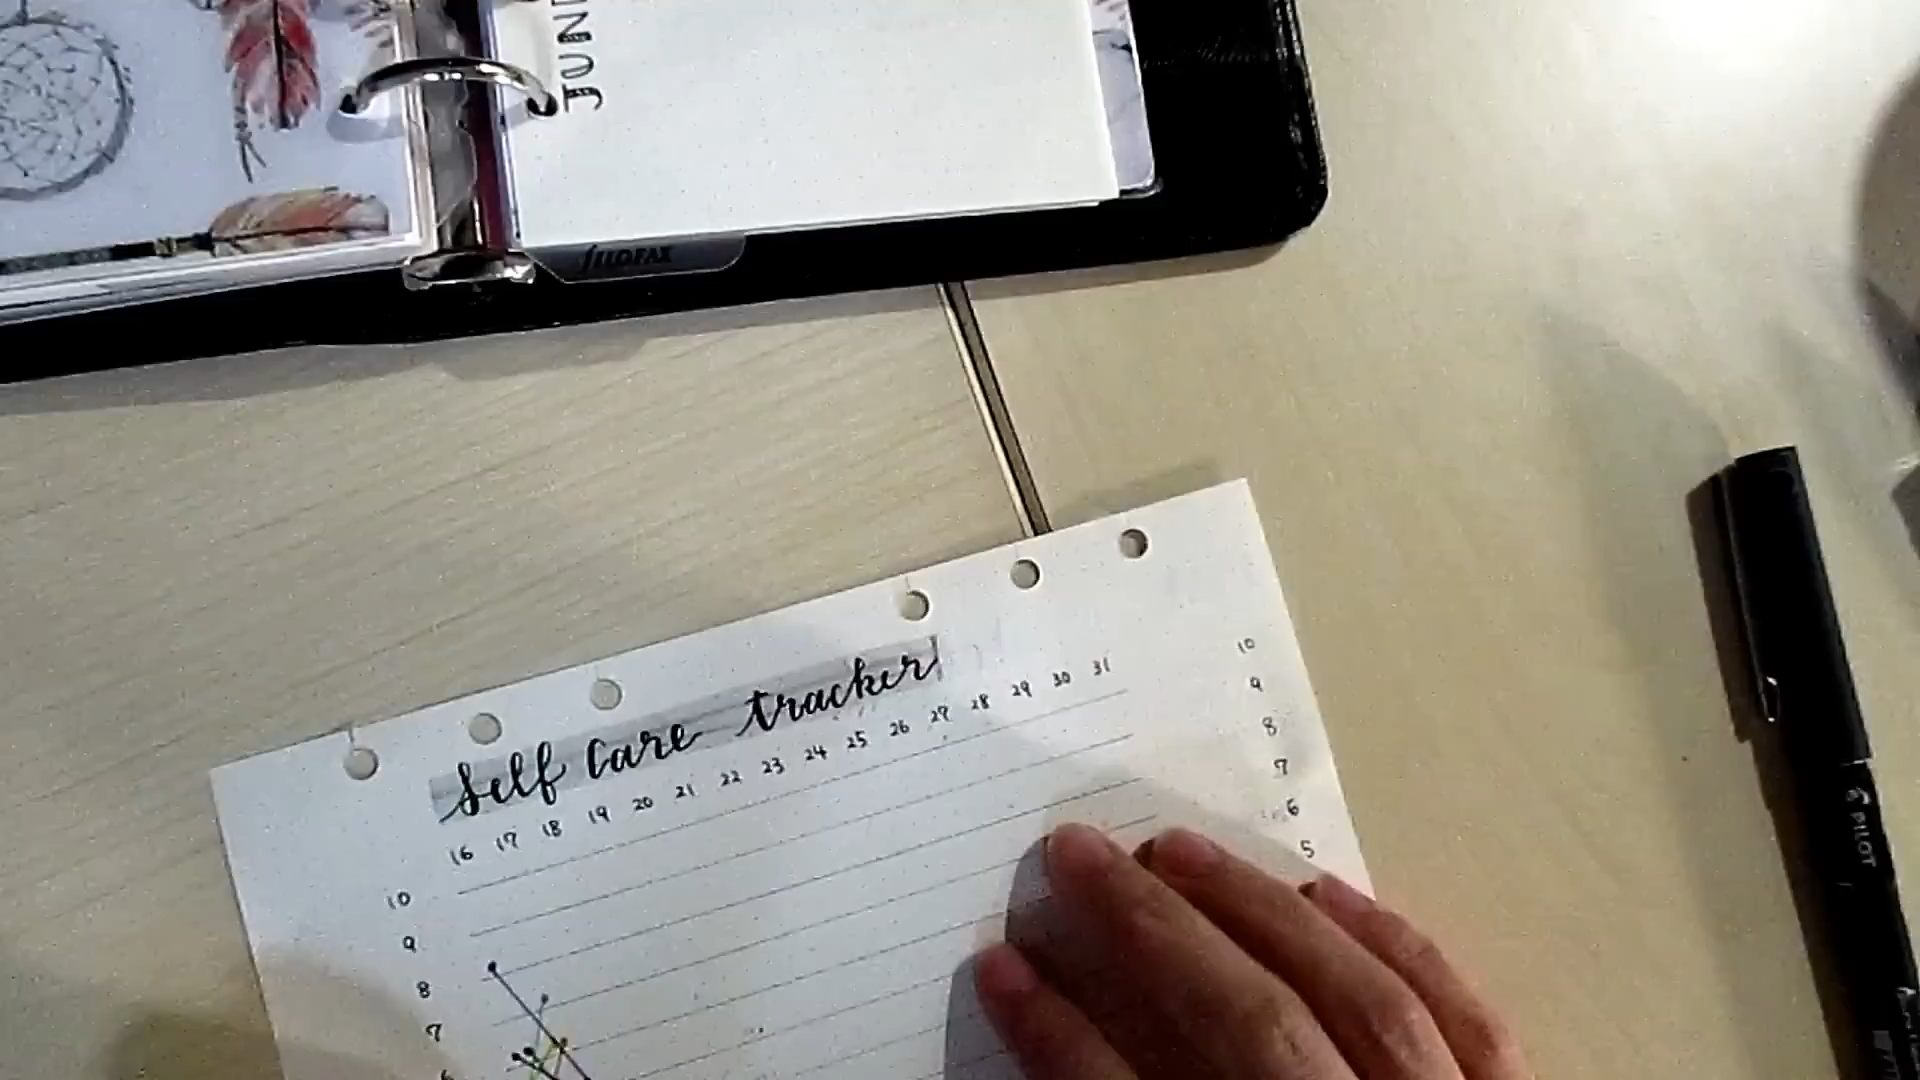 JUNE
filofax
Self Care tracker
16 17 18 19 20 21 22 23 24 25 26 27 28 29 30 31
10 10
9 9
8 8
7 7
6 6
5
PILOT